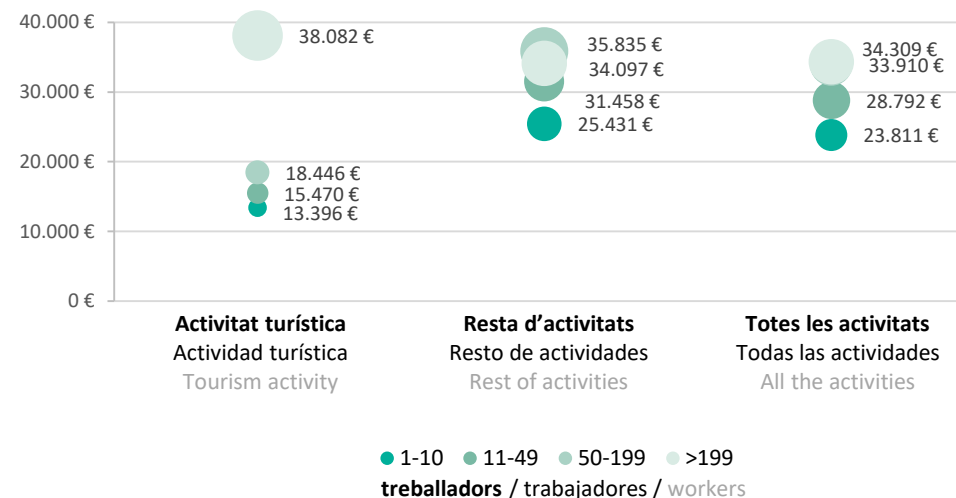 40.000 €
30.000 €
20.000 €
10.000 €
0 €
38.082 €
18.446 €
15.470 €
13.396 €
35.835 €
34.097 €
31.458 €
25.431 €
34.309 €
33.910 €
28.792 €
23.811 €
Activitat turística
Actividad turística
Tourism activity
Resta d’activitats
Resto de actividades
Rest of activities
Totes les activitats
Todas las actividades
All the activities
1-10 11-49 50-199 >199
treballadors / trabajadores / workers